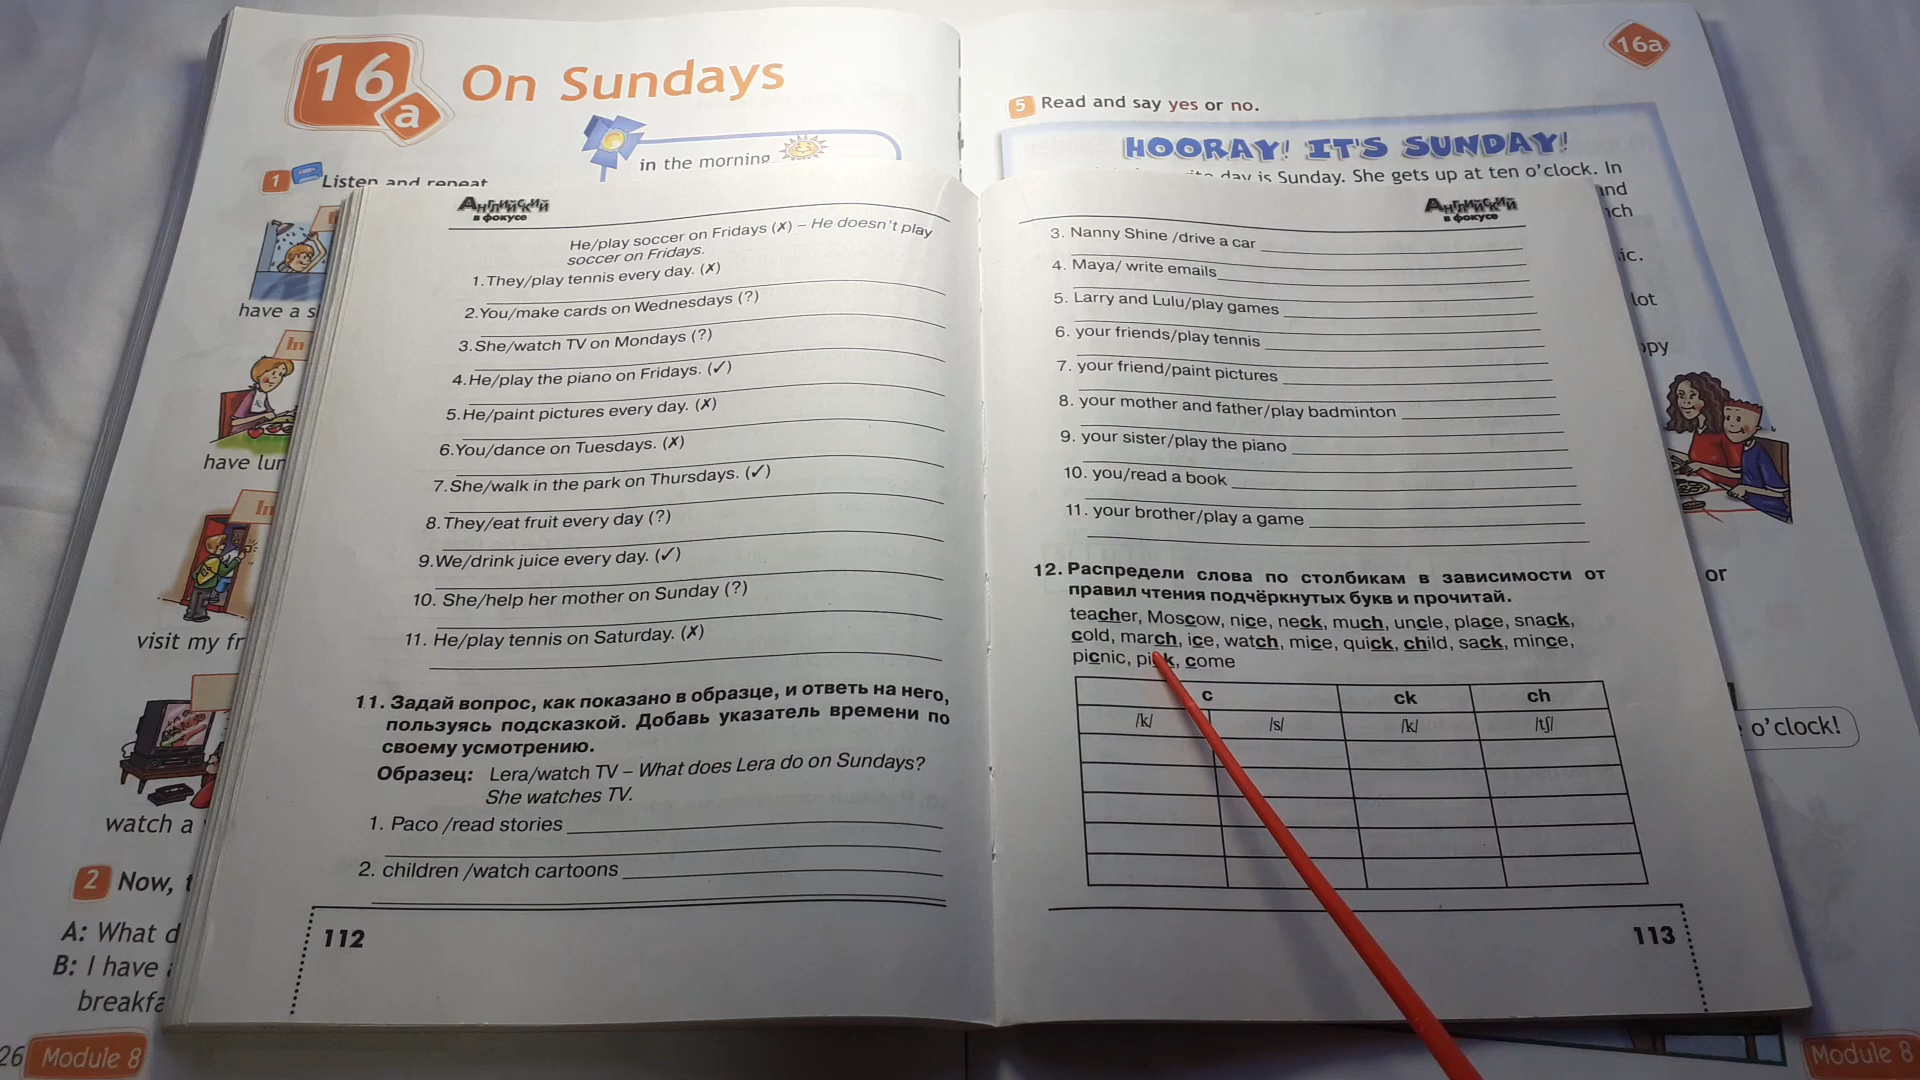 16
a
On Sundays
in the morning
1 Listen and repeat
have a s
In
have lun
In
visit my fr
watch a
2 Now, t
A: What d
B: I have
breakfa
26 Module 8
Английский
в фокусе
He/play soccer on Fridays (✗) – He doesn't play
soccer on Fridays.
1.They/play tennis every day. (✗)
2.You/make cards on Wednesdays (?)
3.She/watch TV on Mondays (?)
4.He/play the piano on Fridays. (✓)
5.He/paint pictures every day. (✗)
6.You/dance on Tuesdays. (✗)
7.She/walk in the park on Thursdays. (✓)
8.They/eat fruit every day (?)
9.We/drink juice every day. (✓)
10. She/help her mother on Sunday (?)
11. He/play tennis on Saturday. (✗)
11. Задай вопрос, как показано в образце, и ответь на него,
пользуясь подсказкой. Добавь указатель времени по
своему усмотрению.
Образец: Lera/watch TV – What does Lera do on Sundays?
She watches TV.
1. Paco /read stories
2. children /watch cartoons
112
16a
5 Read and say yes or no.
HOORAY! IT'S SUNDAY!
day is Sunday. She gets up at ten o'clock. In
and
ch
ic.
lot
ppy
or
o'clock!
Module 8
Английский
в фокусе
3. Nanny Shine /drive a car
4. Maya/ write emails
5. Larry and Lulu/play games
6. your friends/play tennis
7. your friend/paint pictures
8. your mother and father/play badminton
9. your sister/play the piano
10. you/read a book
11. your brother/play a game
12. Распредели слова по столбикам в зависимости от
правил чтения подчёркнутых букв и прочитай.
teacher, Moscow, nice, neck, much, uncle, place, snack,
cold, march, ice, watch, mice, quick, child, sack, mince,
picnic, pick, come
c ck ch
/k/ /s/ /k/ /tʃ/
113